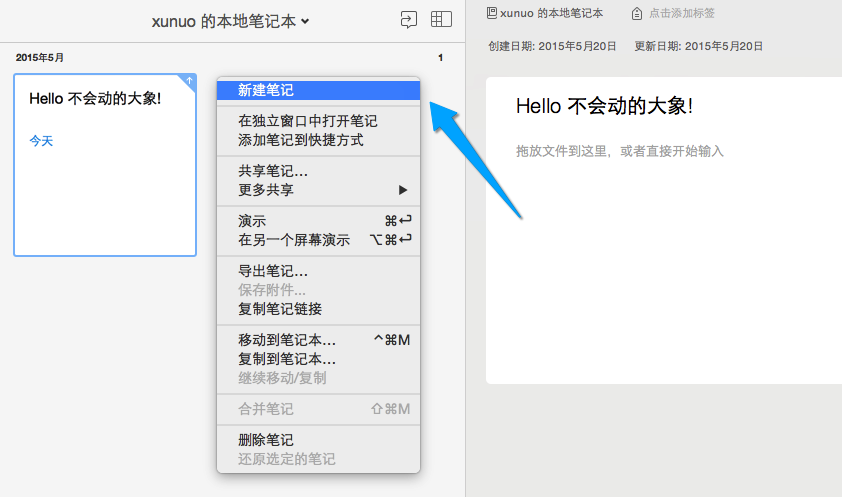 xunuo 的本地笔记本
2015年5月 1
Hello 不会动的大象!
今天
新建笔记
在独立窗口中打开笔记
添加笔记到快捷方式
共享笔记…
更多共享 ▶
演示 ⌘↩
在另一个屏幕演示 ⌥⌘↩
导出笔记…
保存附件...
复制笔记链接
移动到笔记本… ^⌘M
复制到笔记本…
继续移动/复制
合并笔记 ⇧⌘M
删除笔记
还原选定的笔记
xunuo 的本地笔记本 点击添加标签
创建日期: 2015年5月20日 更新日期: 2015年5月20日
Hello 不会动的大象!
拖放文件到这里，或者直接开始输入